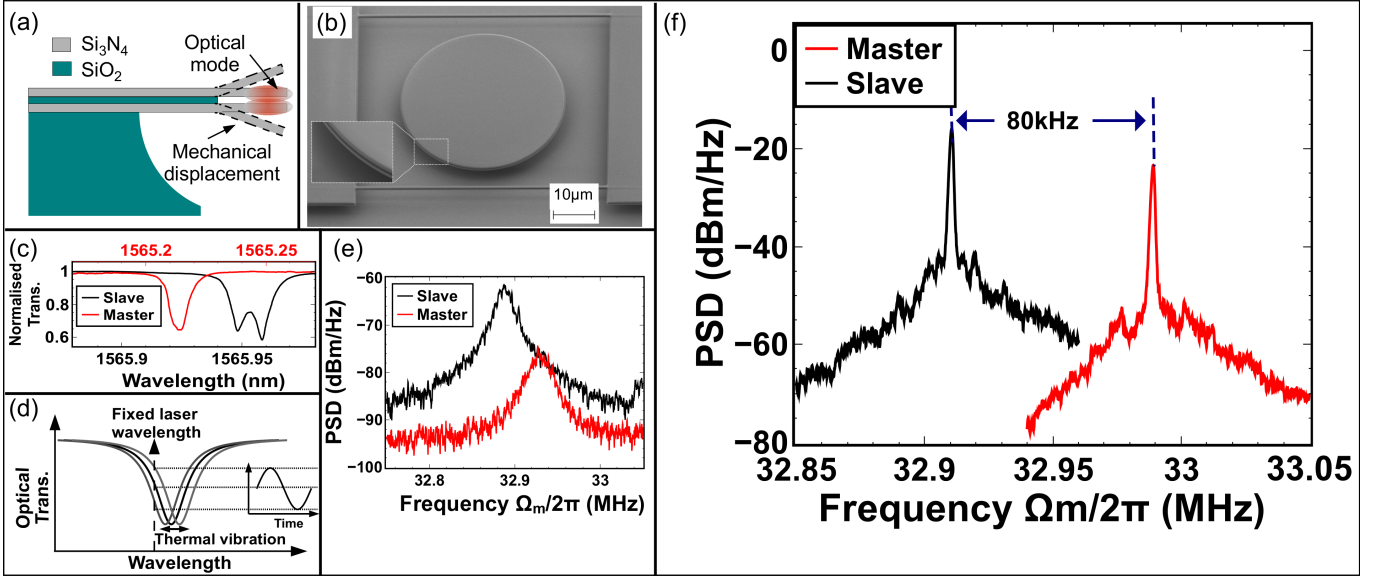 (a)
Si₃N₄
SiO₂
Optical
mode
Mechanical
displacement
(b)
10µm
(c)
1565.2
1565.25
Normalised
Trans.
1
0.8
0.6
Slave
Master
1565.9
1565.95
Wavelength (nm)
(d)
Fixed laser
wavelength
Optical
Trans.
Time
Thermal vibration
Wavelength
(e)
PSD (dBm/Hz)
−60
−70
−80
−90
−100
Slave
Master
32.8
32.9
33
Frequency Ωₘ/2π (MHz)
(f)
PSD (dBm/Hz)
0
−20
−40
−60
−80
Master
Slave
80kHz
32.85
32.9
32.95
33
33.05
Frequency Ωm/2π (MHz)